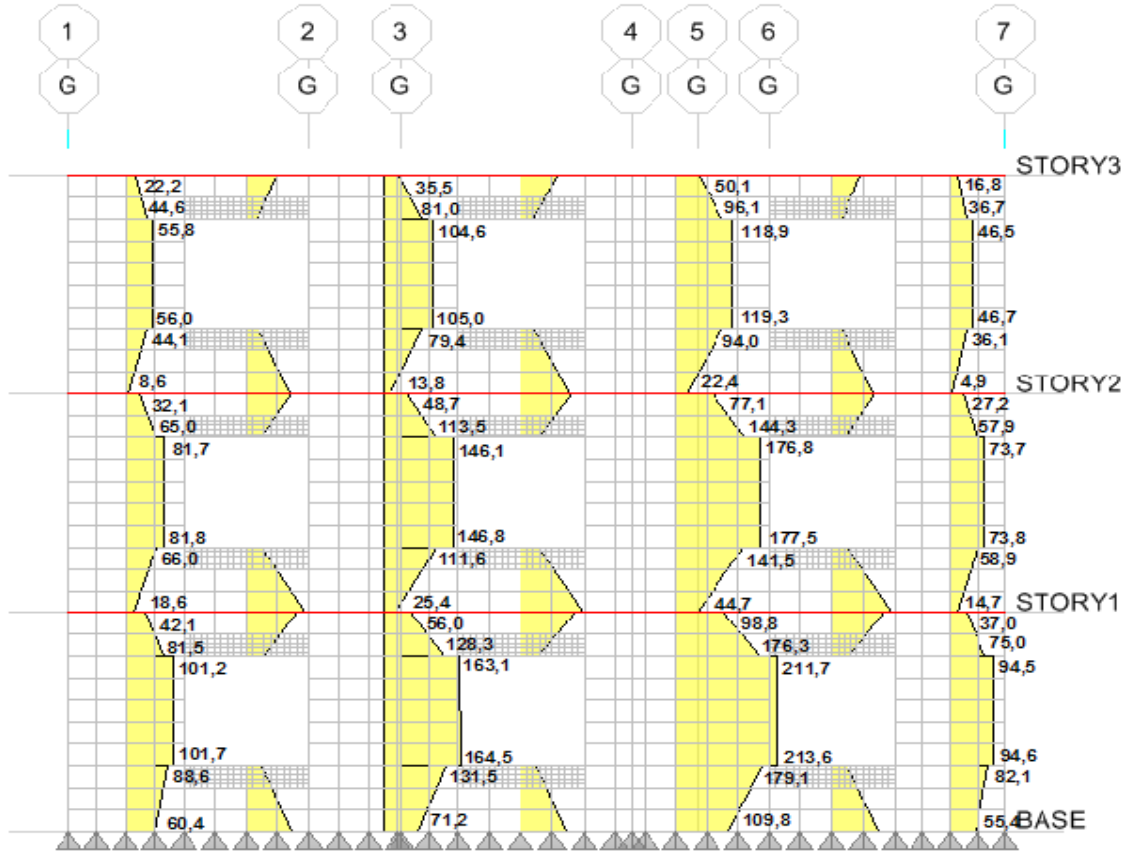 1 2 3 4 5 6 7
G G G G G G G
STORY3
22,2 35,5 50,1 16,8
44,6 81,0 96,1 36,7
55,8 104,6 118,9 46,5
56,0 105,0 119,3 46,7
44,1 79,4 94,0 36,1
8,6 13,8 22,4 4,9 STORY2
32,1 48,7 77,1 27,2
65,0 113,5 144,3 57,9
81,7 146,1 176,8 73,7
81,8 146,8 177,5 73,8
66,0 111,6 141,5 58,9
18,6 25,4 44,7 14,7 STORY1
42,1 56,0 98,8 37,0
81,5 128,3 176,3 75,0
101,2 163,1 211,7 94,5
101,7 164,5 213,6 94,6
88,6 131,5 179,1 82,1
60,4 71,2 109,8 55,4 BASE